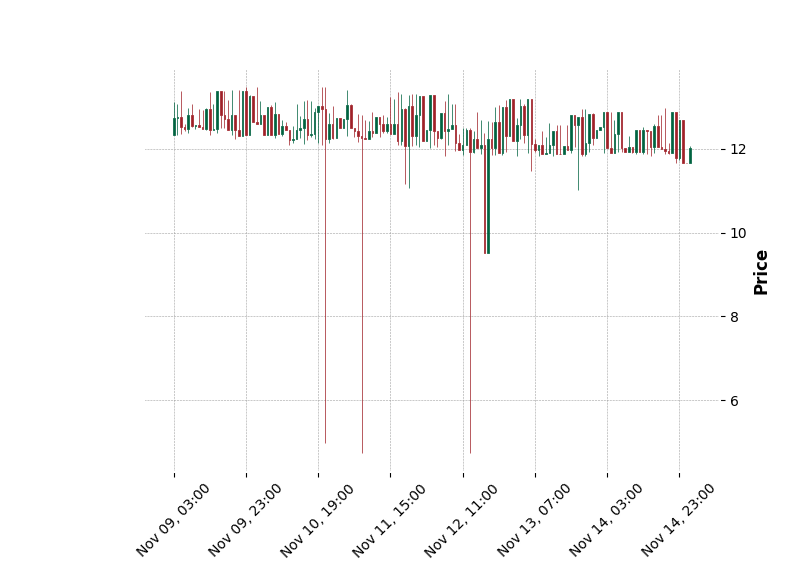 12
10
8
6
Price
Nov 09, 03:00
Nov 09, 23:00
Nov 10, 19:00
Nov 11, 15:00
Nov 12, 11:00
Nov 13, 07:00
Nov 14, 03:00
Nov 14, 23:00